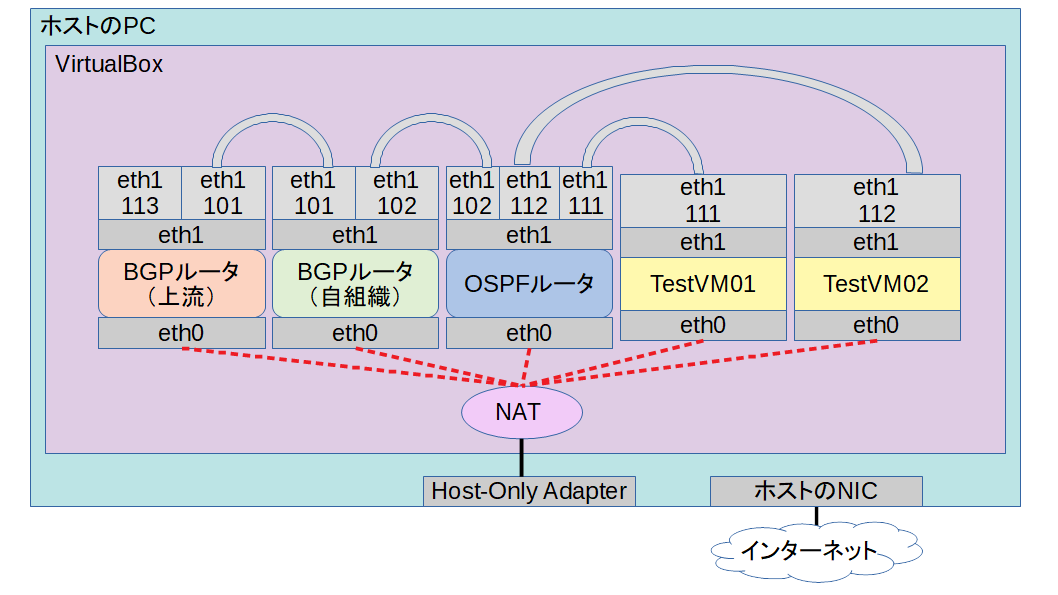 ホストのPC
VirtualBox
eth1
113
eth1
101
eth1
101
eth1
102
eth1
102
eth1
112
eth1
111
eth1
111
eth1
112
eth1
eth1
eth1
eth1
eth1
BGPルータ
（上流）
BGPルータ
（自組織）
OSPFルータ
TestVM01
TestVM02
eth0
eth0
eth0
eth0
eth0
NAT
Host-Only Adapter
ホストのNIC
インターネット